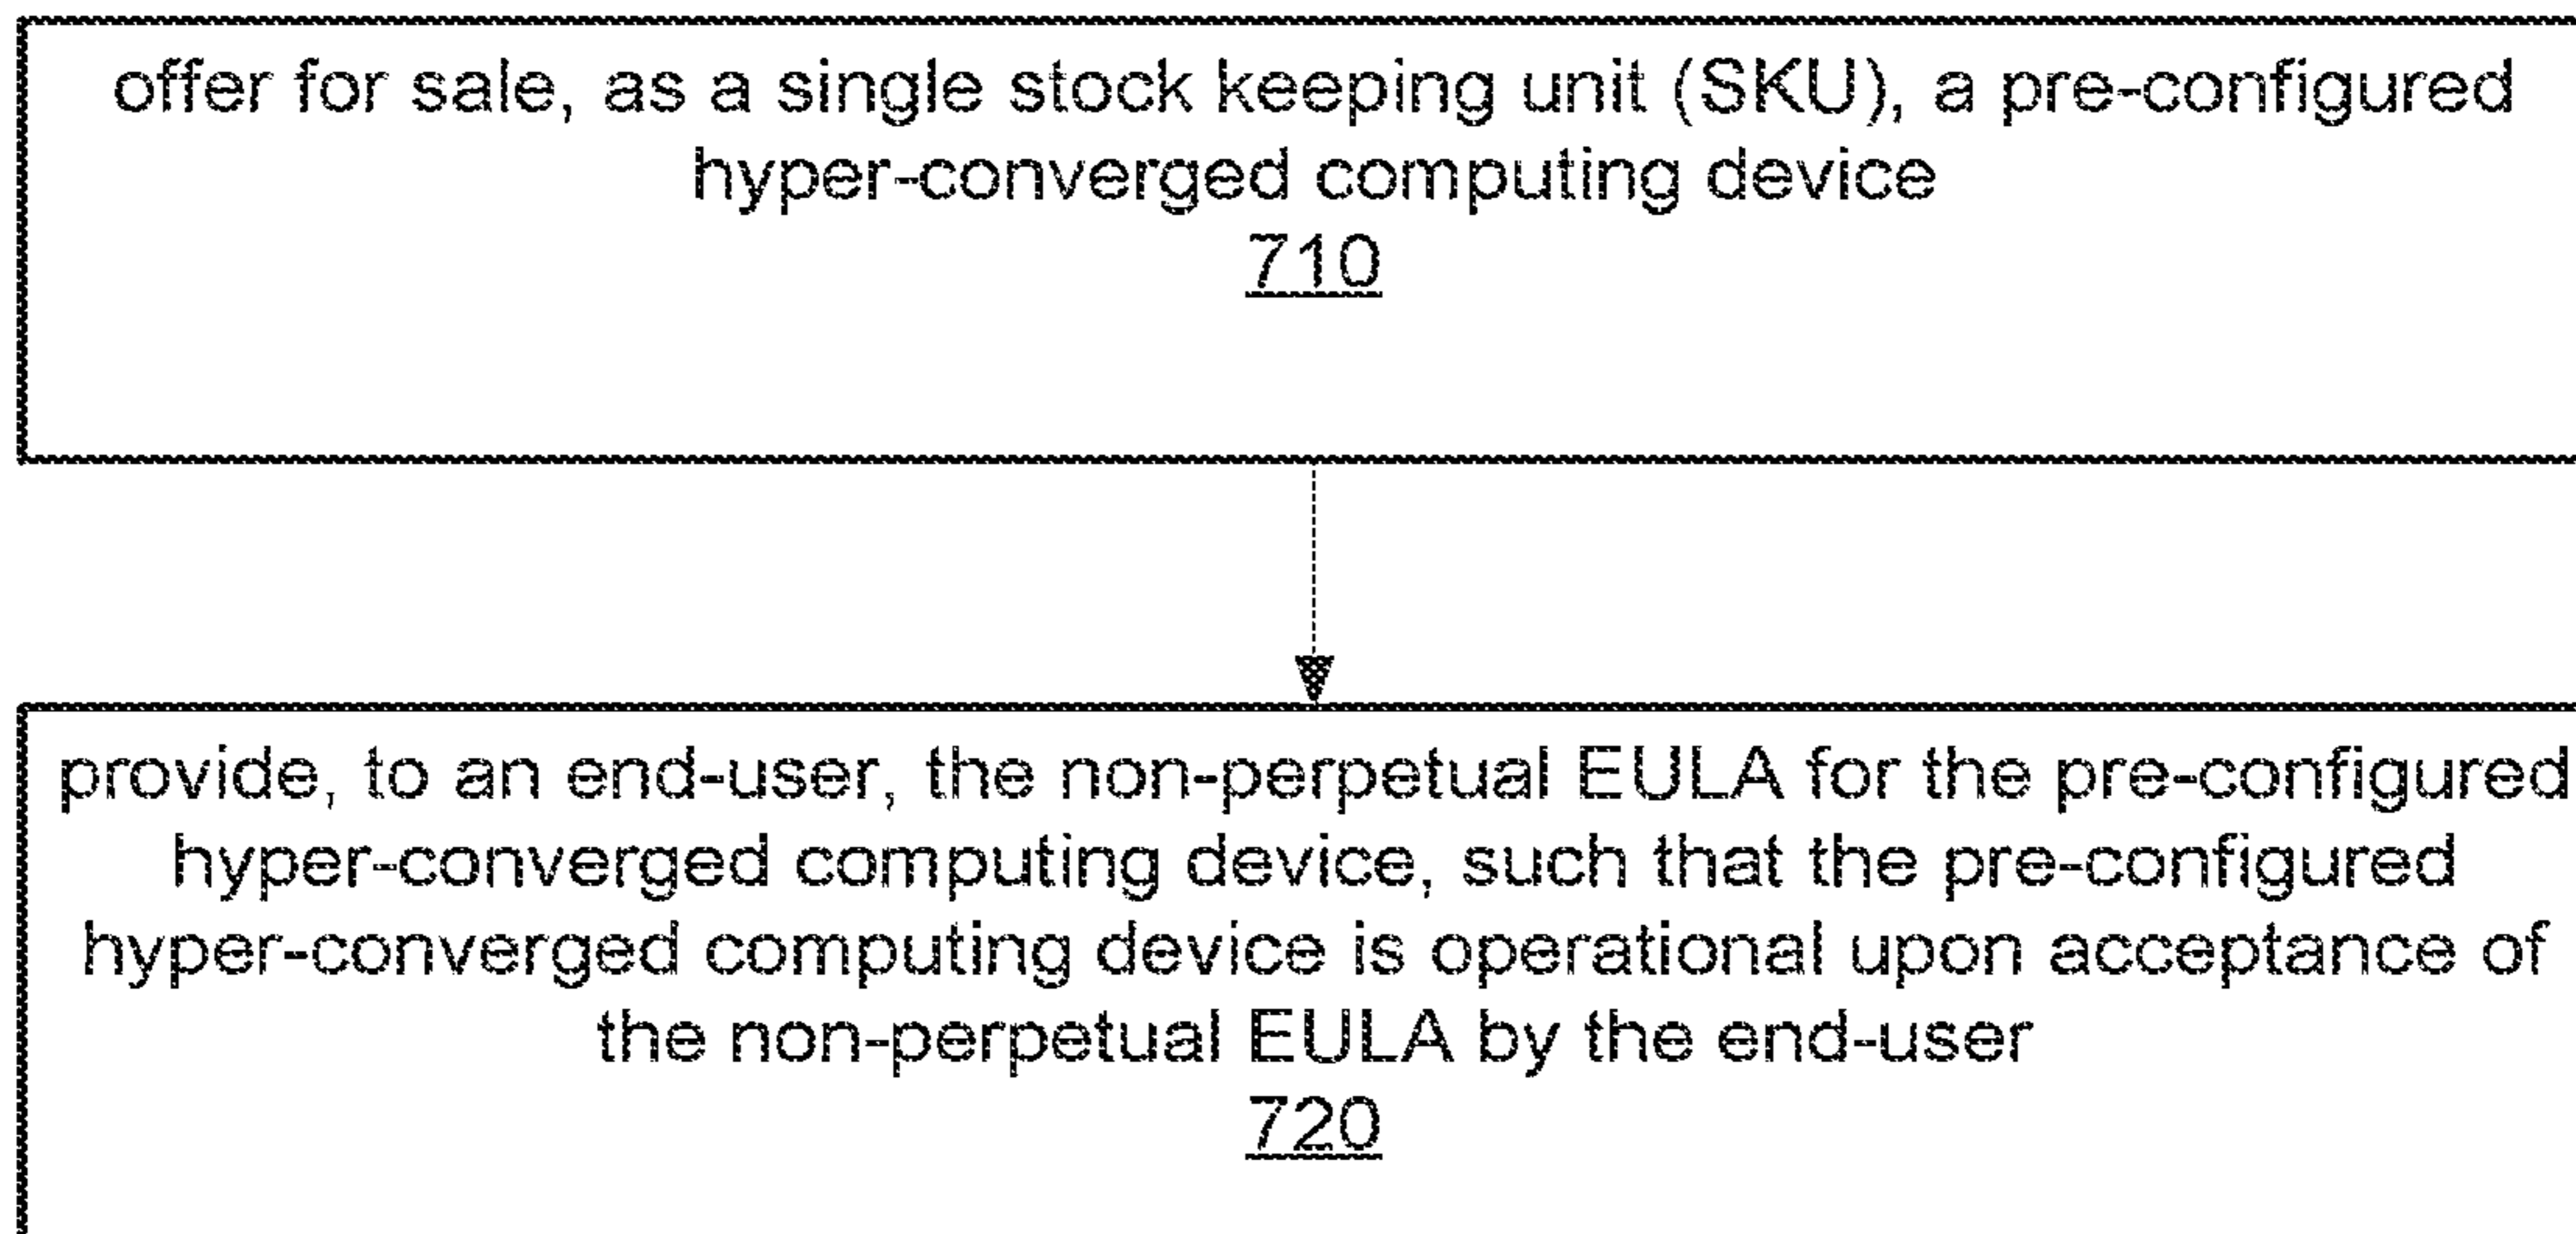 offer for sale, as a single stock keeping unit (SKU), a pre-configured
hyper-converged computing device
710
provide, to an end-user, the non-perpetual EULA for the pre-configured
hyper-converged computing device, such that the pre-configured
hyper-converged computing device is operational upon acceptance of
the non-perpetual EULA by the end-user
720